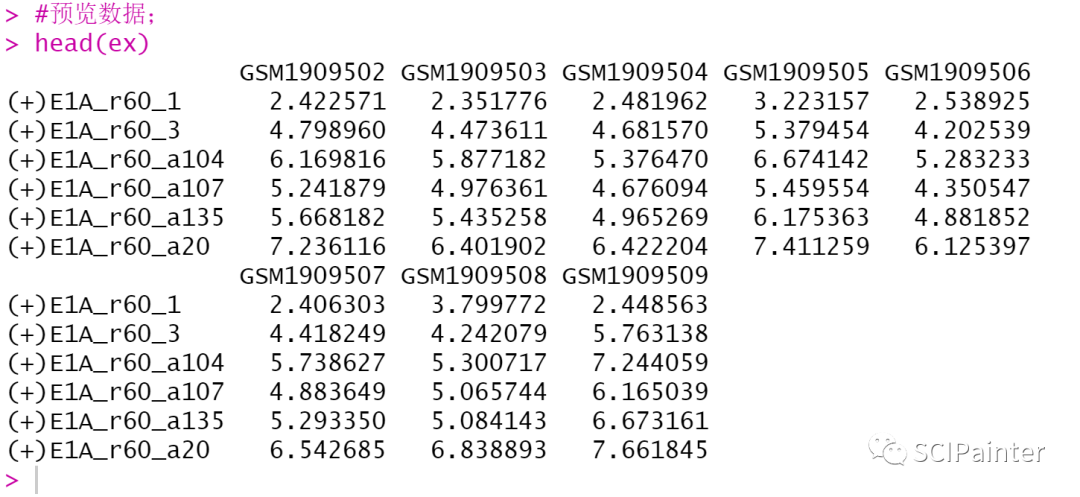 > #预览数据;
> head(ex)
GSM1909502 GSM1909503 GSM1909504 GSM1909505 GSM1909506
(+)E1A_r60_1 2.422571 2.351776 2.481962 3.223157 2.538925
(+)E1A_r60_3 4.798960 4.473611 4.681570 5.379454 4.202539
(+)E1A_r60_a104 6.169816 5.877182 5.376470 6.674142 5.283233
(+)E1A_r60_a107 5.241879 4.976361 4.676094 5.459554 4.350547
(+)E1A_r60_a135 5.668182 5.435258 4.965269 6.175363 4.881852
(+)E1A_r60_a20 7.236116 6.401902 6.422204 7.411259 6.125397
GSM1909507 GSM1909508 GSM1909509
(+)E1A_r60_1 2.406303 3.799772 2.448563
(+)E1A_r60_3 4.418249 4.242079 5.763138
(+)E1A_r60_a104 5.738627 5.300717 7.244059
(+)E1A_r60_a107 4.883649 5.065744 6.165039
(+)E1A_r60_a135 5.293350 5.084143 6.673161
(+)E1A_r60_a20 6.542685 6.838893 7.661845
SCIPainter
>